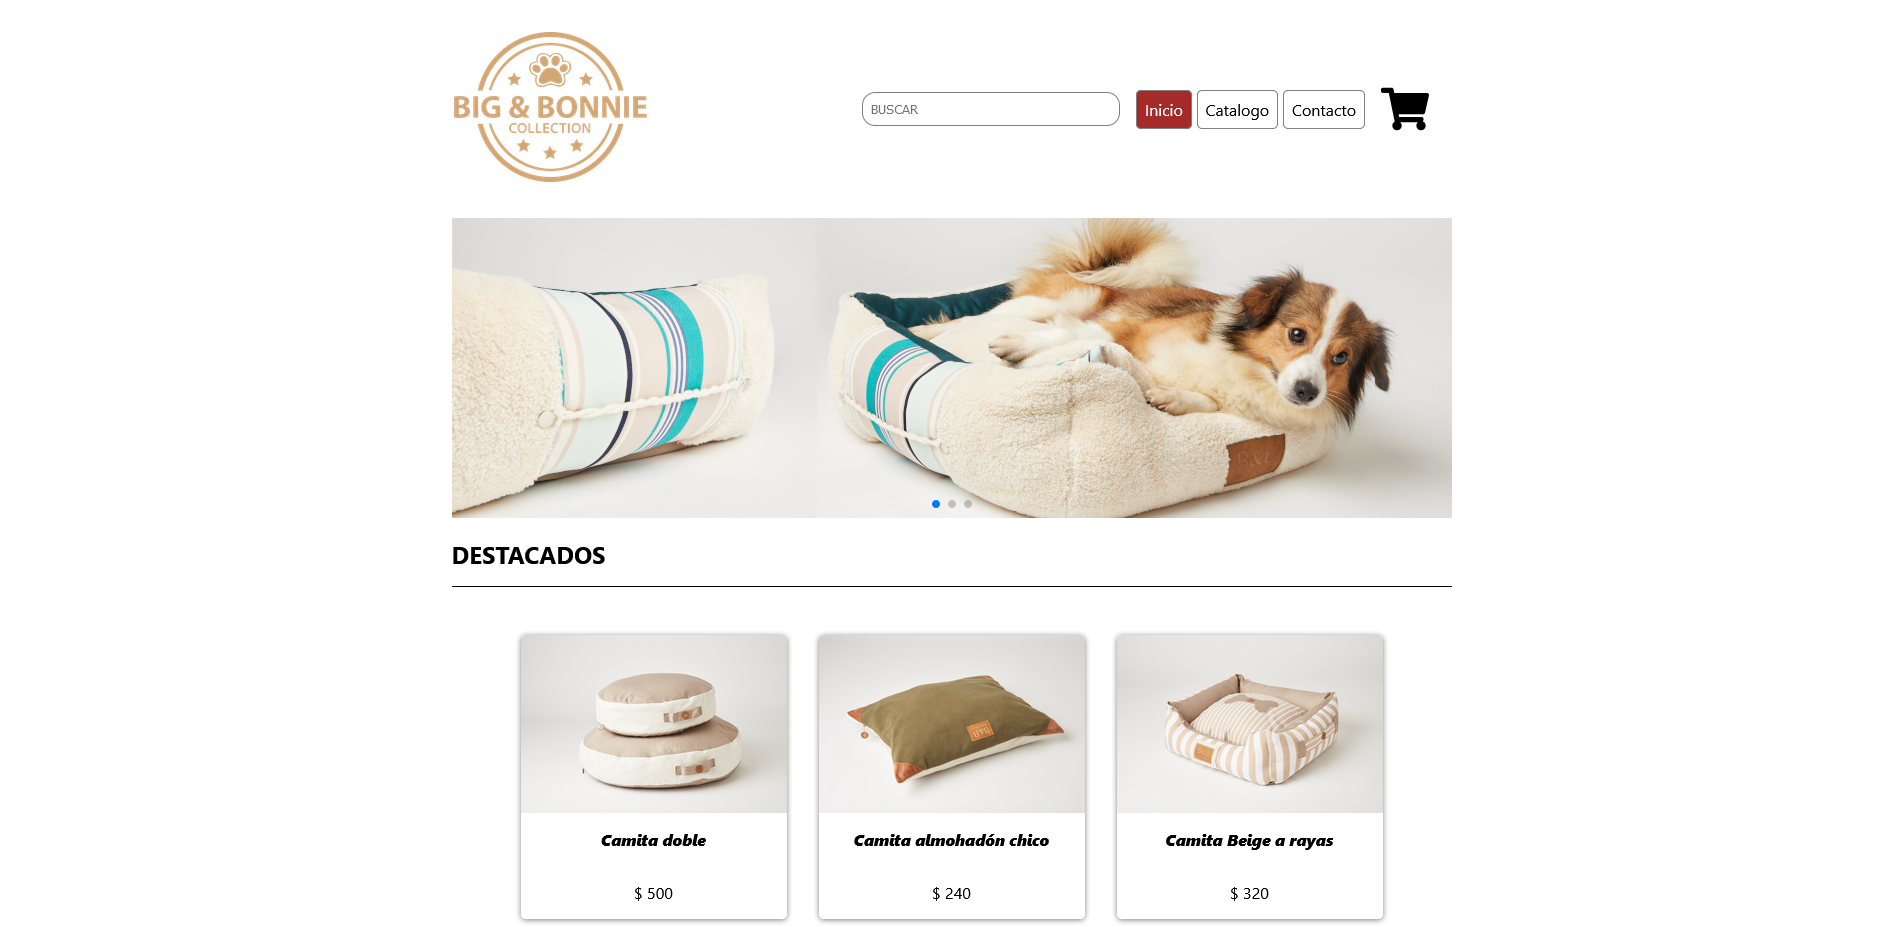 BIG & BONNIE
COLLECTION
BUSCAR
Inicio
Catalogo
Contacto
B&B
DESTACADOS
Camita doble
Camita almohadón chico
Camita Beige a rayas
$ 500
$ 240
$ 320